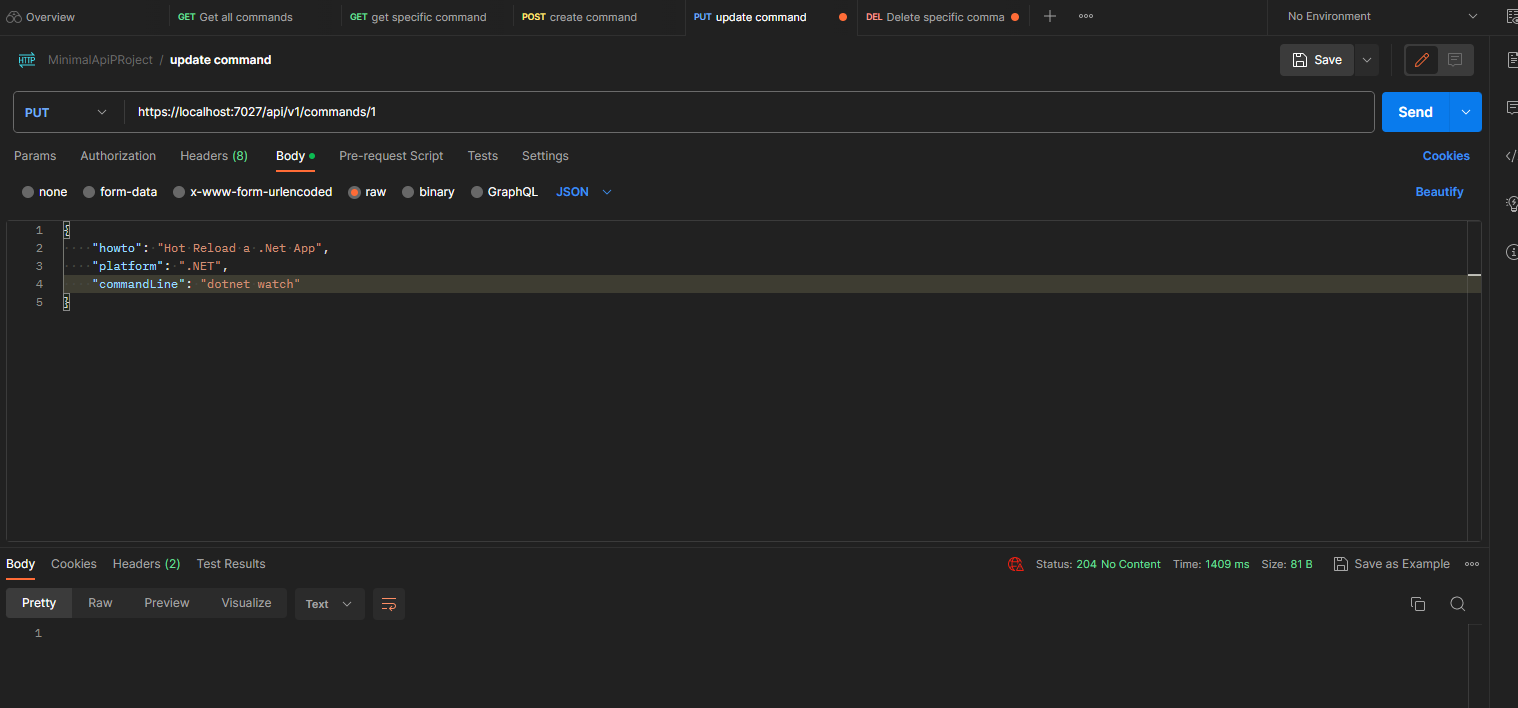 Overview GET Get all commands GET get specific command POST create command PUT update command DEL Delete specific comma No Environment
HTTP MinimalApiPRoject / update command Save
PUT https://localhost:7027/api/v1/commands/1 Send
Params Authorization Headers (8) Body Pre-request Script Tests Settings Cookies
none form-data x-www-form-urlencoded raw binary GraphQL JSON Beautify
1 {
2 "howto": "Hot Reload a .Net App",
3 "platform": ".NET",
4 "commandLine": "dotnet watch"
5 }
Body Cookies Headers (2) Test Results Status: 204 No Content Time: 1409 ms Size: 81 B Save as Example
Pretty Raw Preview Visualize Text
1